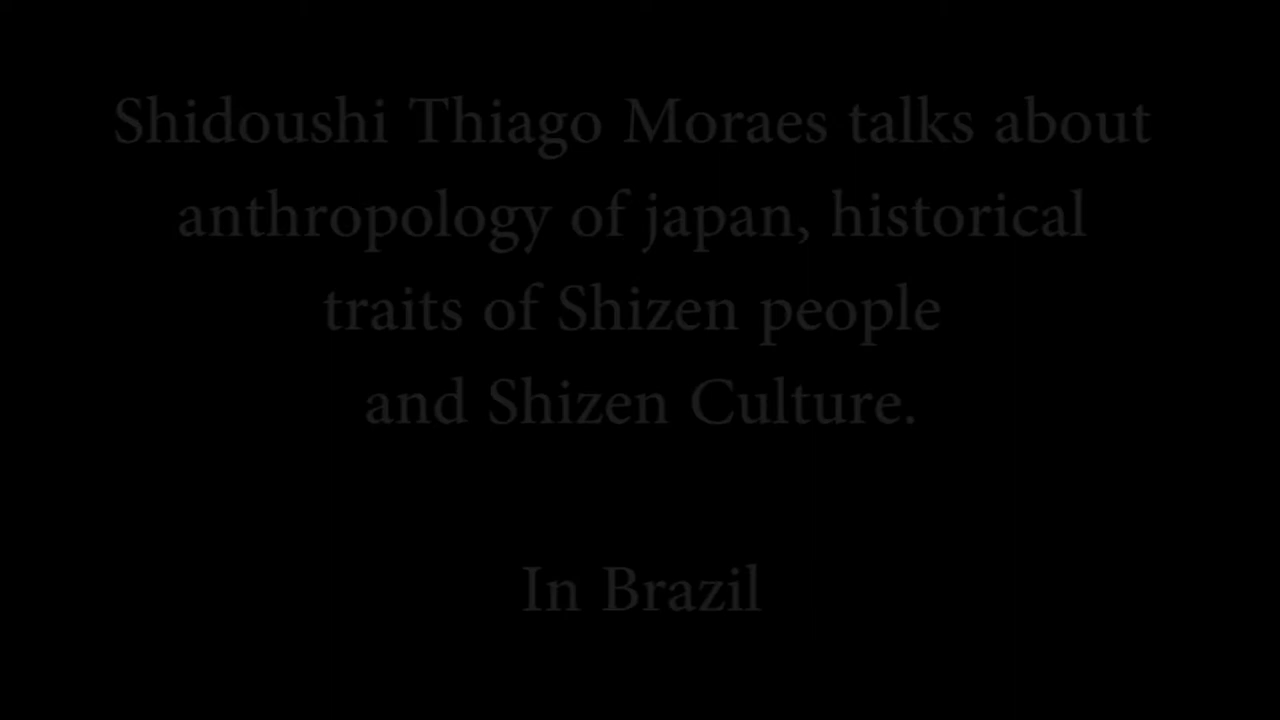 Shidoushi Thiago Moraes talks about
anthropology of japan, historical
traits of Shizen people
and Shizen Culture.
In Brazil